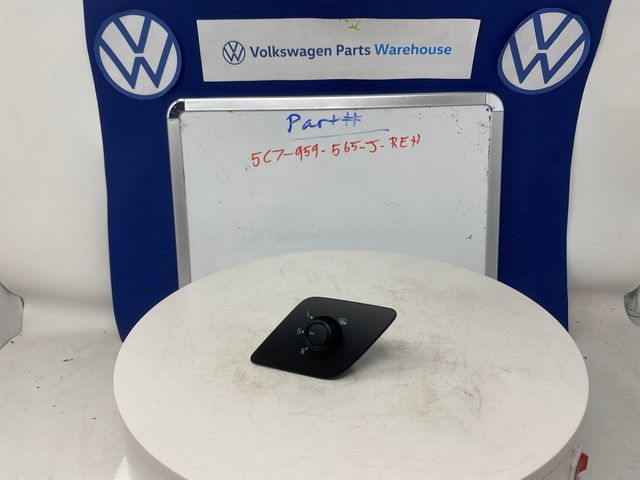 Volkswagen Parts Warehouse
Part#
5C7-959-565-J-REH
L
O
R